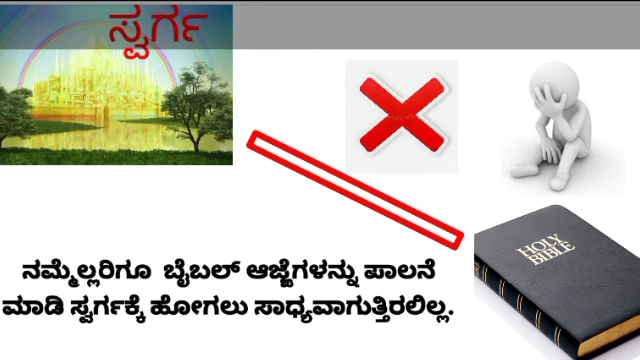 ಸ್ವರ್ಗ
HOLY
BIBLE
ನಮ್ಮೆಲ್ಲರಿಗೂ ಬೈಬಲ್ ಆಜ್ಞೆಗಳನ್ನು ಪಾಲನೆ
ಮಾಡಿ ಸ್ವರ್ಗಕ್ಕೆ ಹೋಗಲು ಸಾಧ್ಯವಾಗುತ್ತಿರಲಿಲ್ಲ.